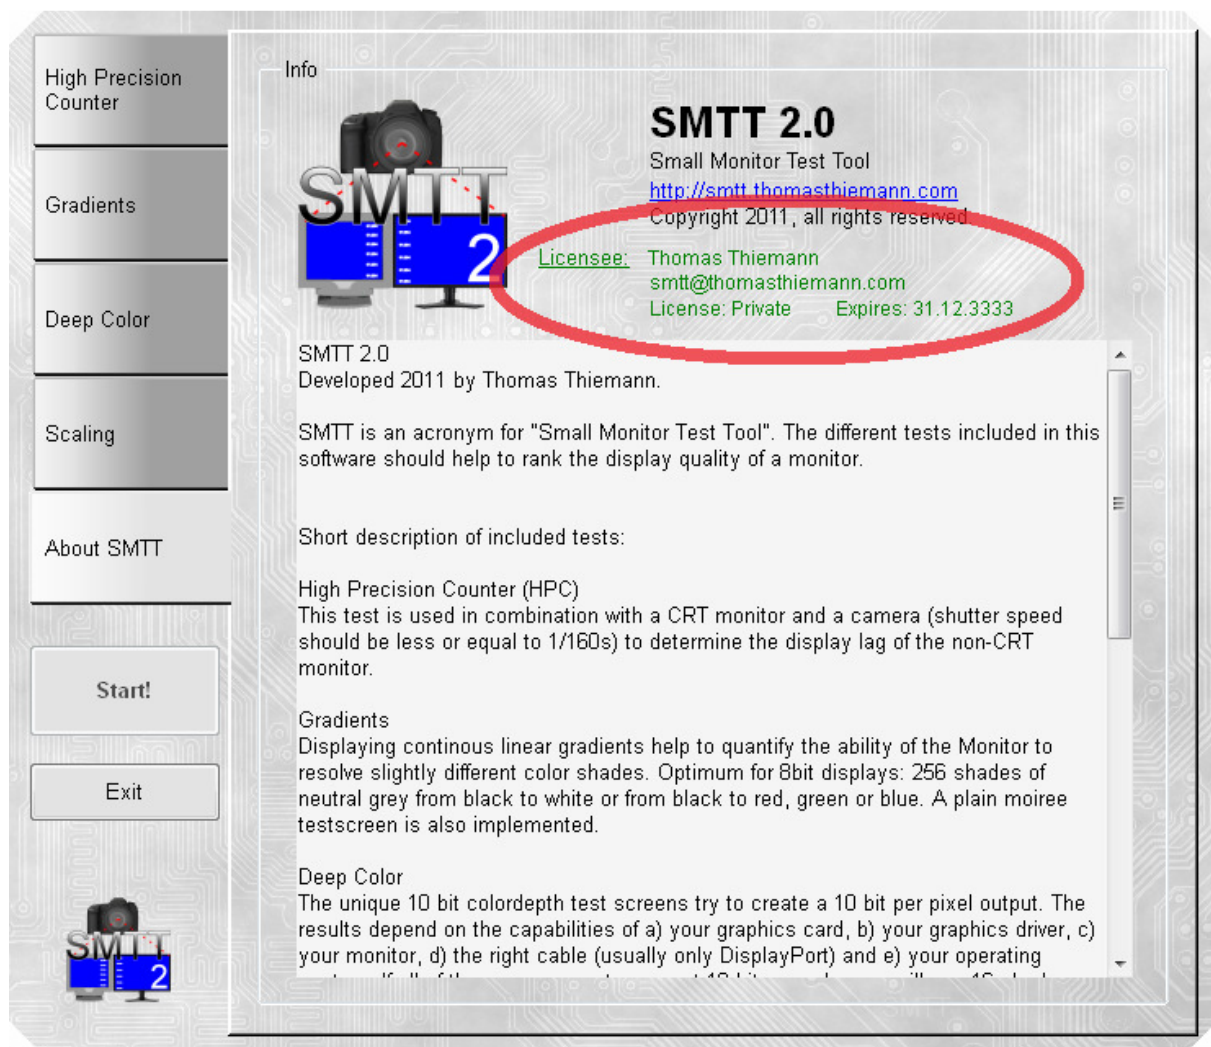 High Precision
Counter
Gradients
Deep Color
Scaling
About SMTT
Start!
Exit
SMTT
2
Info
SMTT
2
SMTT 2.0
Small Monitor Test Tool
http://smtt.thomasthiemann.com
Copyright 2011, all rights reserved.
Licensee: Thomas Thiemann
smtt@thomasthiemann.com
License: Private Expires: 31.12.3333
SMTT 2.0
Developed 2011 by Thomas Thiemann.
SMTT is an acronym for "Small Monitor Test Tool". The different tests included in this
software should help to rank the display quality of a monitor.
Short description of included tests:
High Precision Counter (HPC)
This test is used in combination with a CRT monitor and a camera (shutter speed
should be less or equal to 1/160s) to determine the display lag of the non-CRT
monitor.
Gradients
Displaying continous linear gradients help to quantify the ability of the Monitor to
resolve slightly different color shades. Optimum for 8bit displays: 256 shades of
neutral grey from black to white or from black to red, green or blue. A plain moiree
testscreen is also implemented.
Deep Color
The unique 10 bit colordepth test screens try to create a 10 bit per pixel output. The
results depend on the capabilities of a) your graphics card, b) your graphics driver, c)
your monitor, d) the right cable (usually only DisplayPort) and e) your operating